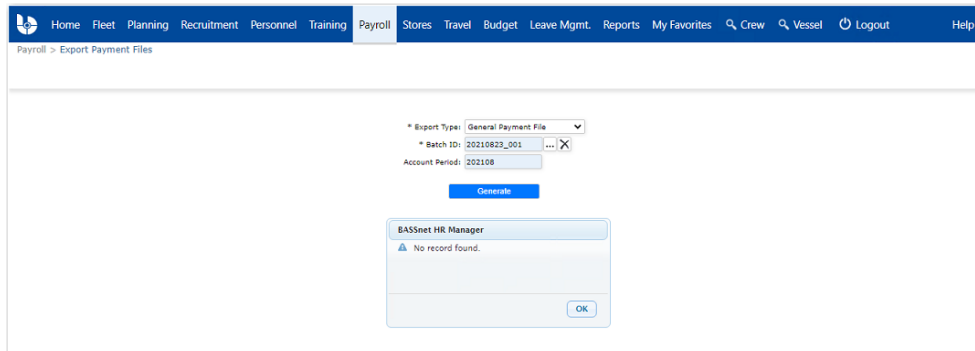 Home Fleet Planning Recruitment Personnel Training Payroll Stores Travel Budget Leave Mgmt. Reports My Favorites Crew Vessel Logout Help
Payroll > Export Payment Files
* Export Type: General Payment File
* Batch ID: 20210823_001 ...
Account Period: 202108
Generate
BASSnet HR Manager
No record found.
OK